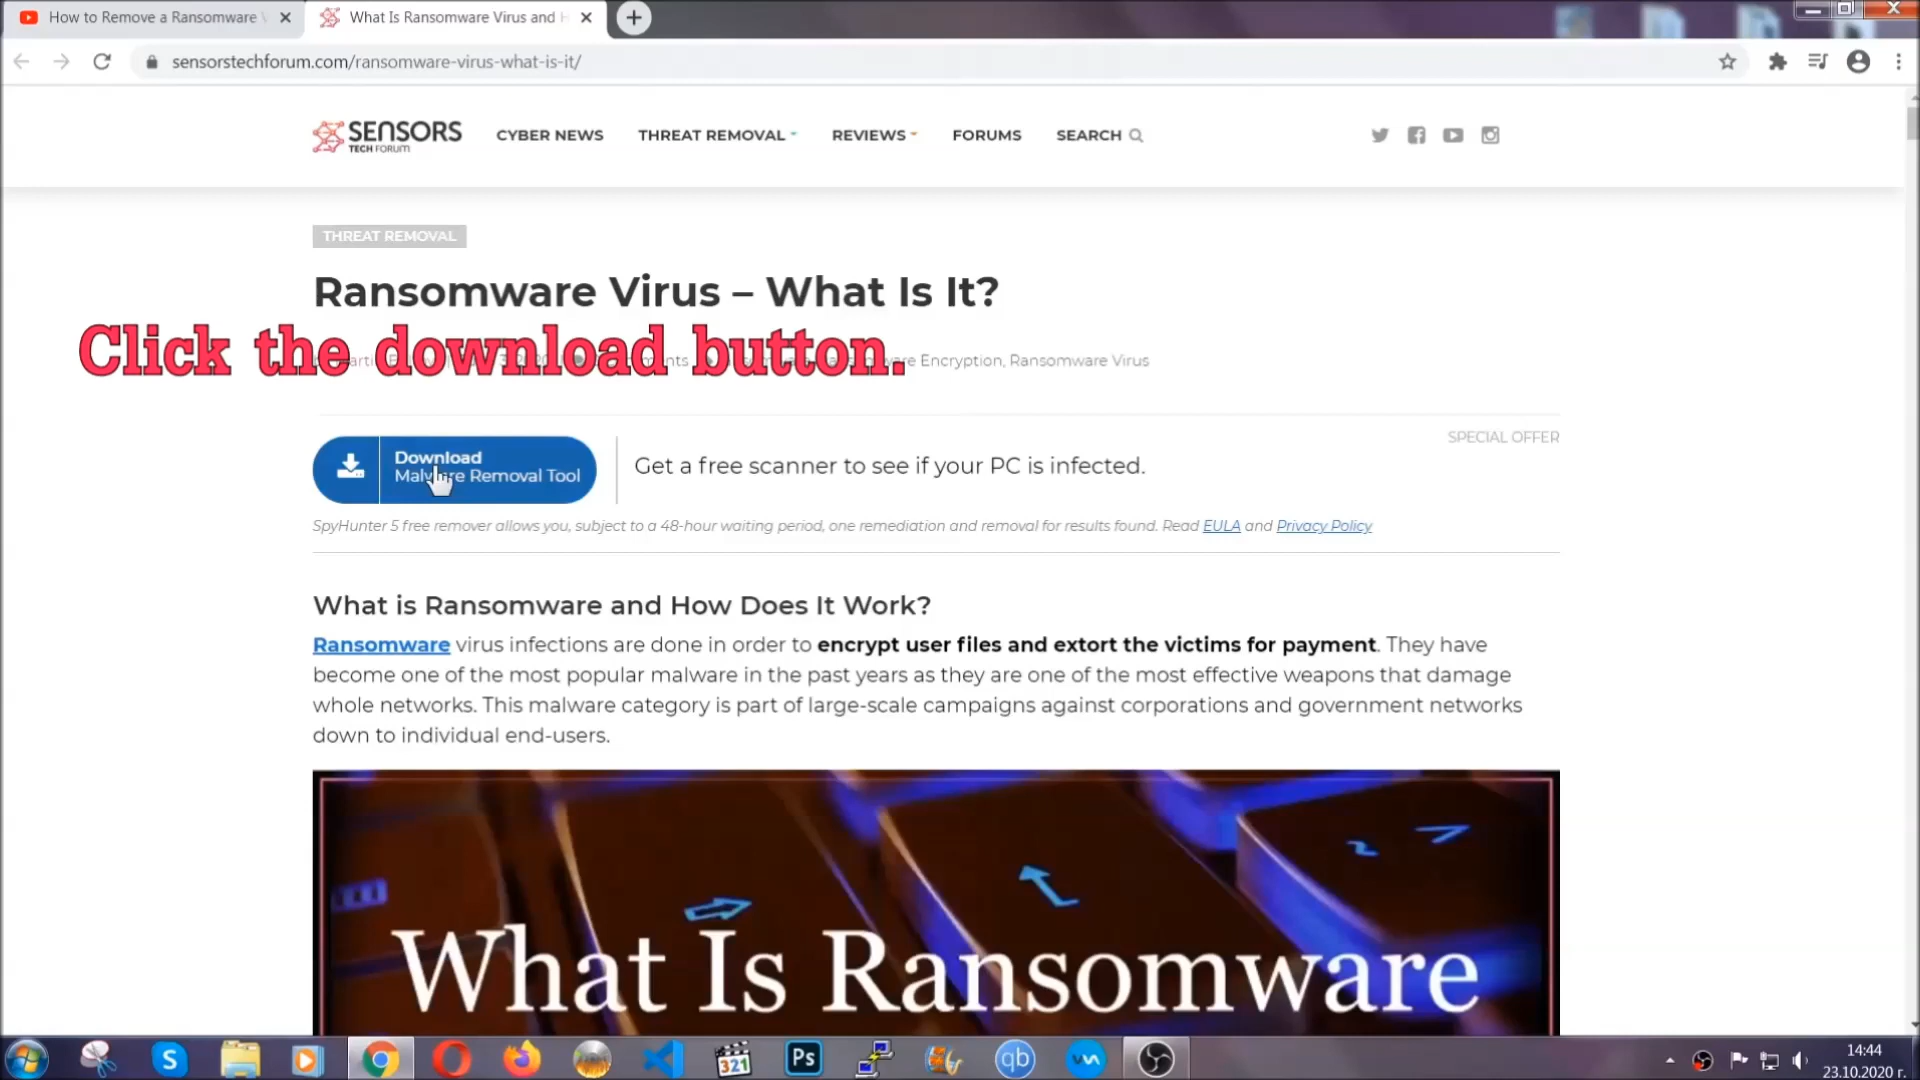 How to Remove a Ransomware
What Is Ransomware Virus and
sensorstechforum.com/ransomware-virus-what-is-it/
SENSORS
TECH FORUM
CYBER NEWS
THREAT REMOVAL
REVIEWS
FORUMS
SEARCH
THREAT REMOVAL
Ransomware Virus – What Is It?
Click the download button.
Encryption, Ransomware Virus
Download
Malware Removal Tool
Get a free scanner to see if your PC is infected.
SPECIAL OFFER
SpyHunter 5 free remover allows you, subject to a 48-hour waiting period, one remediation and removal for results found. Read EULA and Privacy Policy
What is Ransomware and How Does It Work?
Ransomware virus infections are done in order to encrypt user files and extort the victims for payment. They have
become one of the most popular malware in the past years as they are one of the most effective weapons that damage
whole networks. This malware category is part of large-scale campaigns against corporations and government networks
down to individual end-users.
What Is Ransomware
S
321
Ps
qb
14:44
23.10.2020 г.